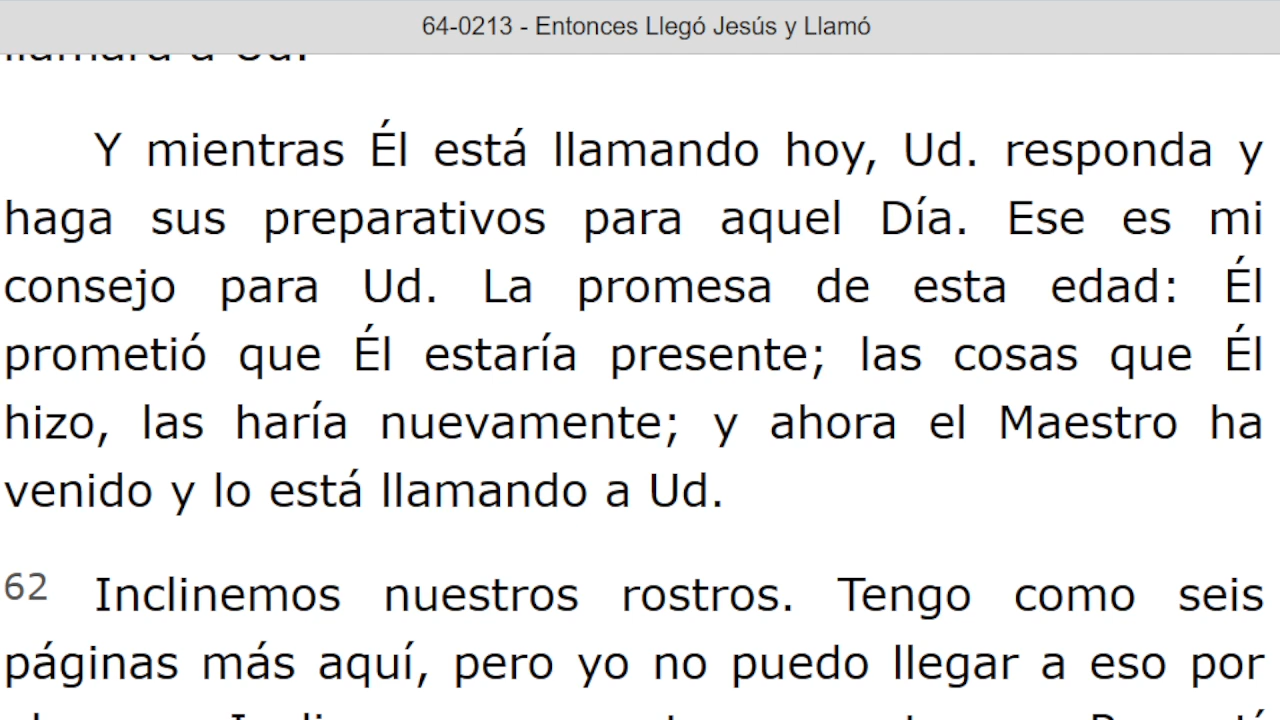 64-0213 - Entonces Llegó Jesús y Llamó
llamará a Ud.
Y mientras Él está llamando hoy, Ud. responda y
haga sus preparativos para aquel Día. Ese es mi
consejo para Ud. La promesa de esta edad: Él
prometió que Él estaría presente; las cosas que Él
hizo, las haría nuevamente; y ahora el Maestro ha
venido y lo está llamando a Ud.
62 Inclinemos nuestros rostros. Tengo como seis
páginas más aquí, pero yo no puedo llegar a eso por